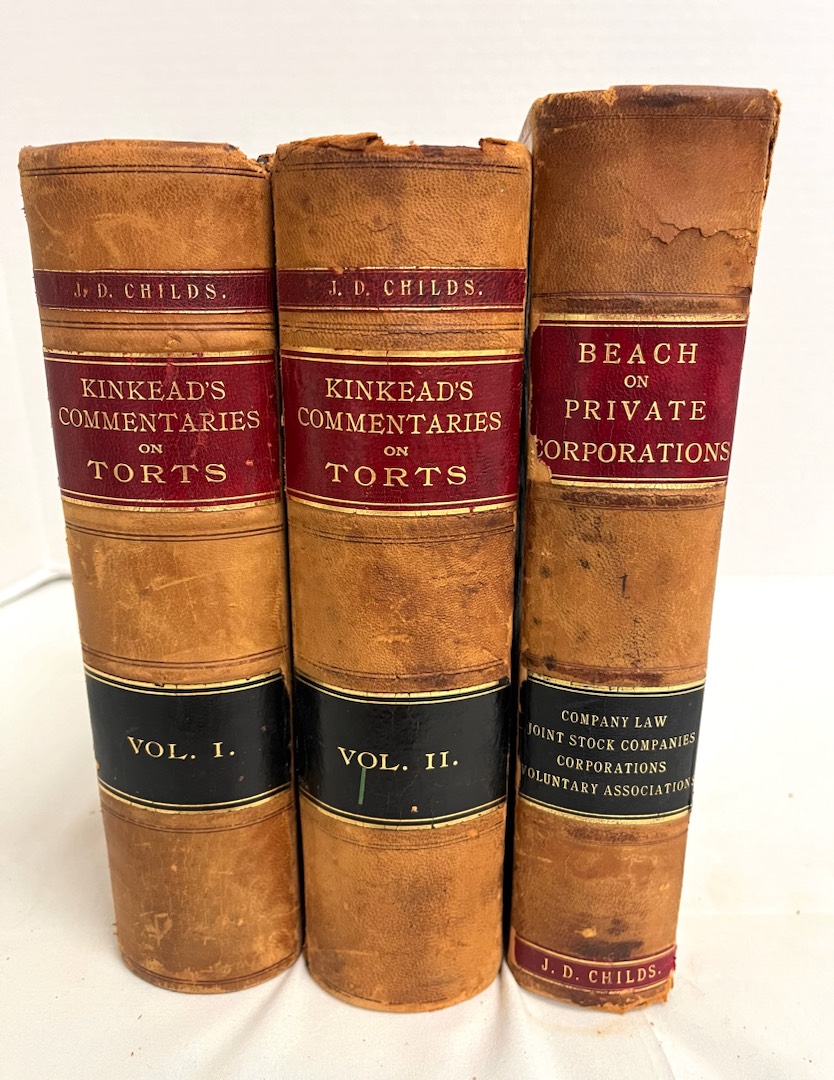 J. D. CHILDS.
KINKEAD'S
COMMENTARIES
ON
TORTS
VOL. I.
J. D. CHILDS.
KINKEAD'S
COMMENTARIES
ON
TORTS
VOL. II.
BEACH
ON
PRIVATE
CORPORATIONS
1
COMPANY LAW
JOINT STOCK COMPANIES
CORPORATIONS
VOLUNTARY ASSOCIATIONS
J. D. CHILDS.